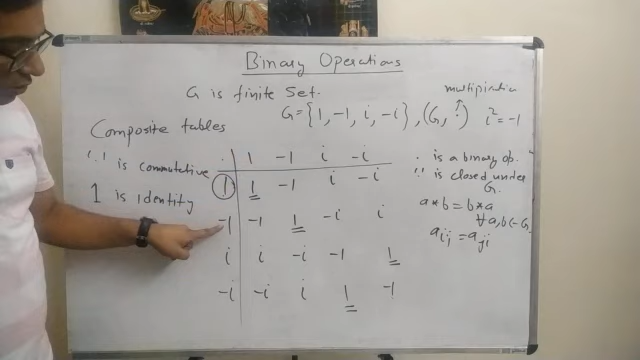 Binary Operations
G is finite set.
multiplication
G = {1, -1, i, -i}, (G, ·) i² = -1
Composite tables
'.' is commutative
1 is identity
· 1 -1 i -i
1 1 -1 i -i
-1 -1 1 -i i
i i -i -1 1
-i -i i 1 -1
· is a binary op.
∵ is closed under
G.
a * b = b * a
∀ a, b ∈ G
aij = aji